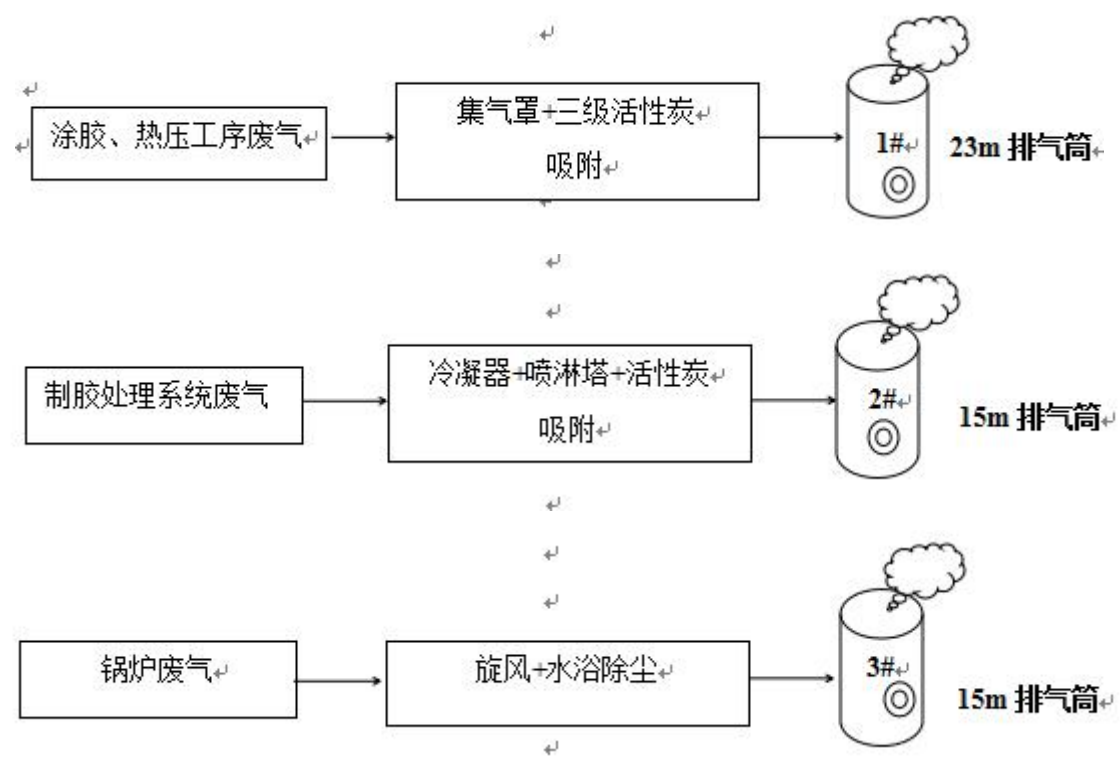 涂胶、热压工序废气
集气罩+三级活性炭
吸附
1#
23m 排气筒
制胶处理系统废气
冷凝器+喷淋塔+活性炭
吸附
2#
15m 排气筒
锅炉废气
旋风+水浴除尘
3#
15m 排气筒